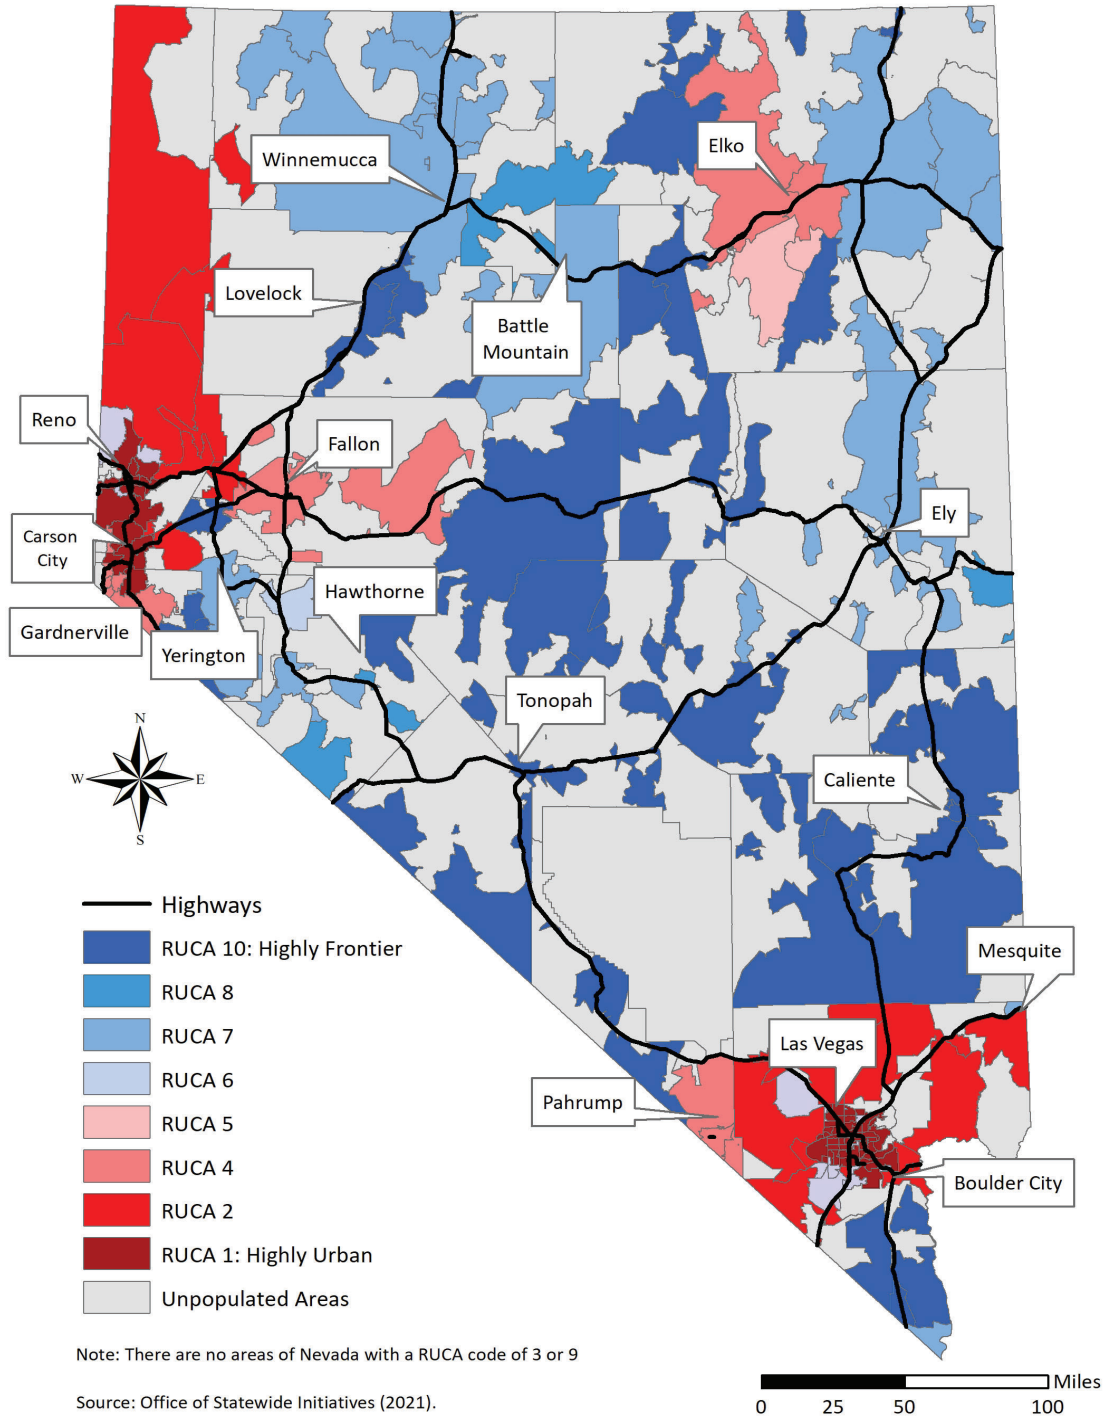 Winnemucca
Elko
Lovelock
Battle
Mountain
Reno
Fallon
Ely
Carson
City
Hawthorne
Gardnerville
Yerington
Tonopah
N
W
E
S
Caliente
Highways
RUCA 10: Highly Frontier
RUCA 8
RUCA 7
RUCA 6
RUCA 5
RUCA 4
RUCA 2
RUCA 1: Highly Urban
Unpopulated Areas
Mesquite
Las Vegas
Pahrump
Boulder City
Note: There are no areas of Nevada with a RUCA code of 3 or 9
Source: Office of Statewide Initiatives (2021).
Miles
0 25 50 100